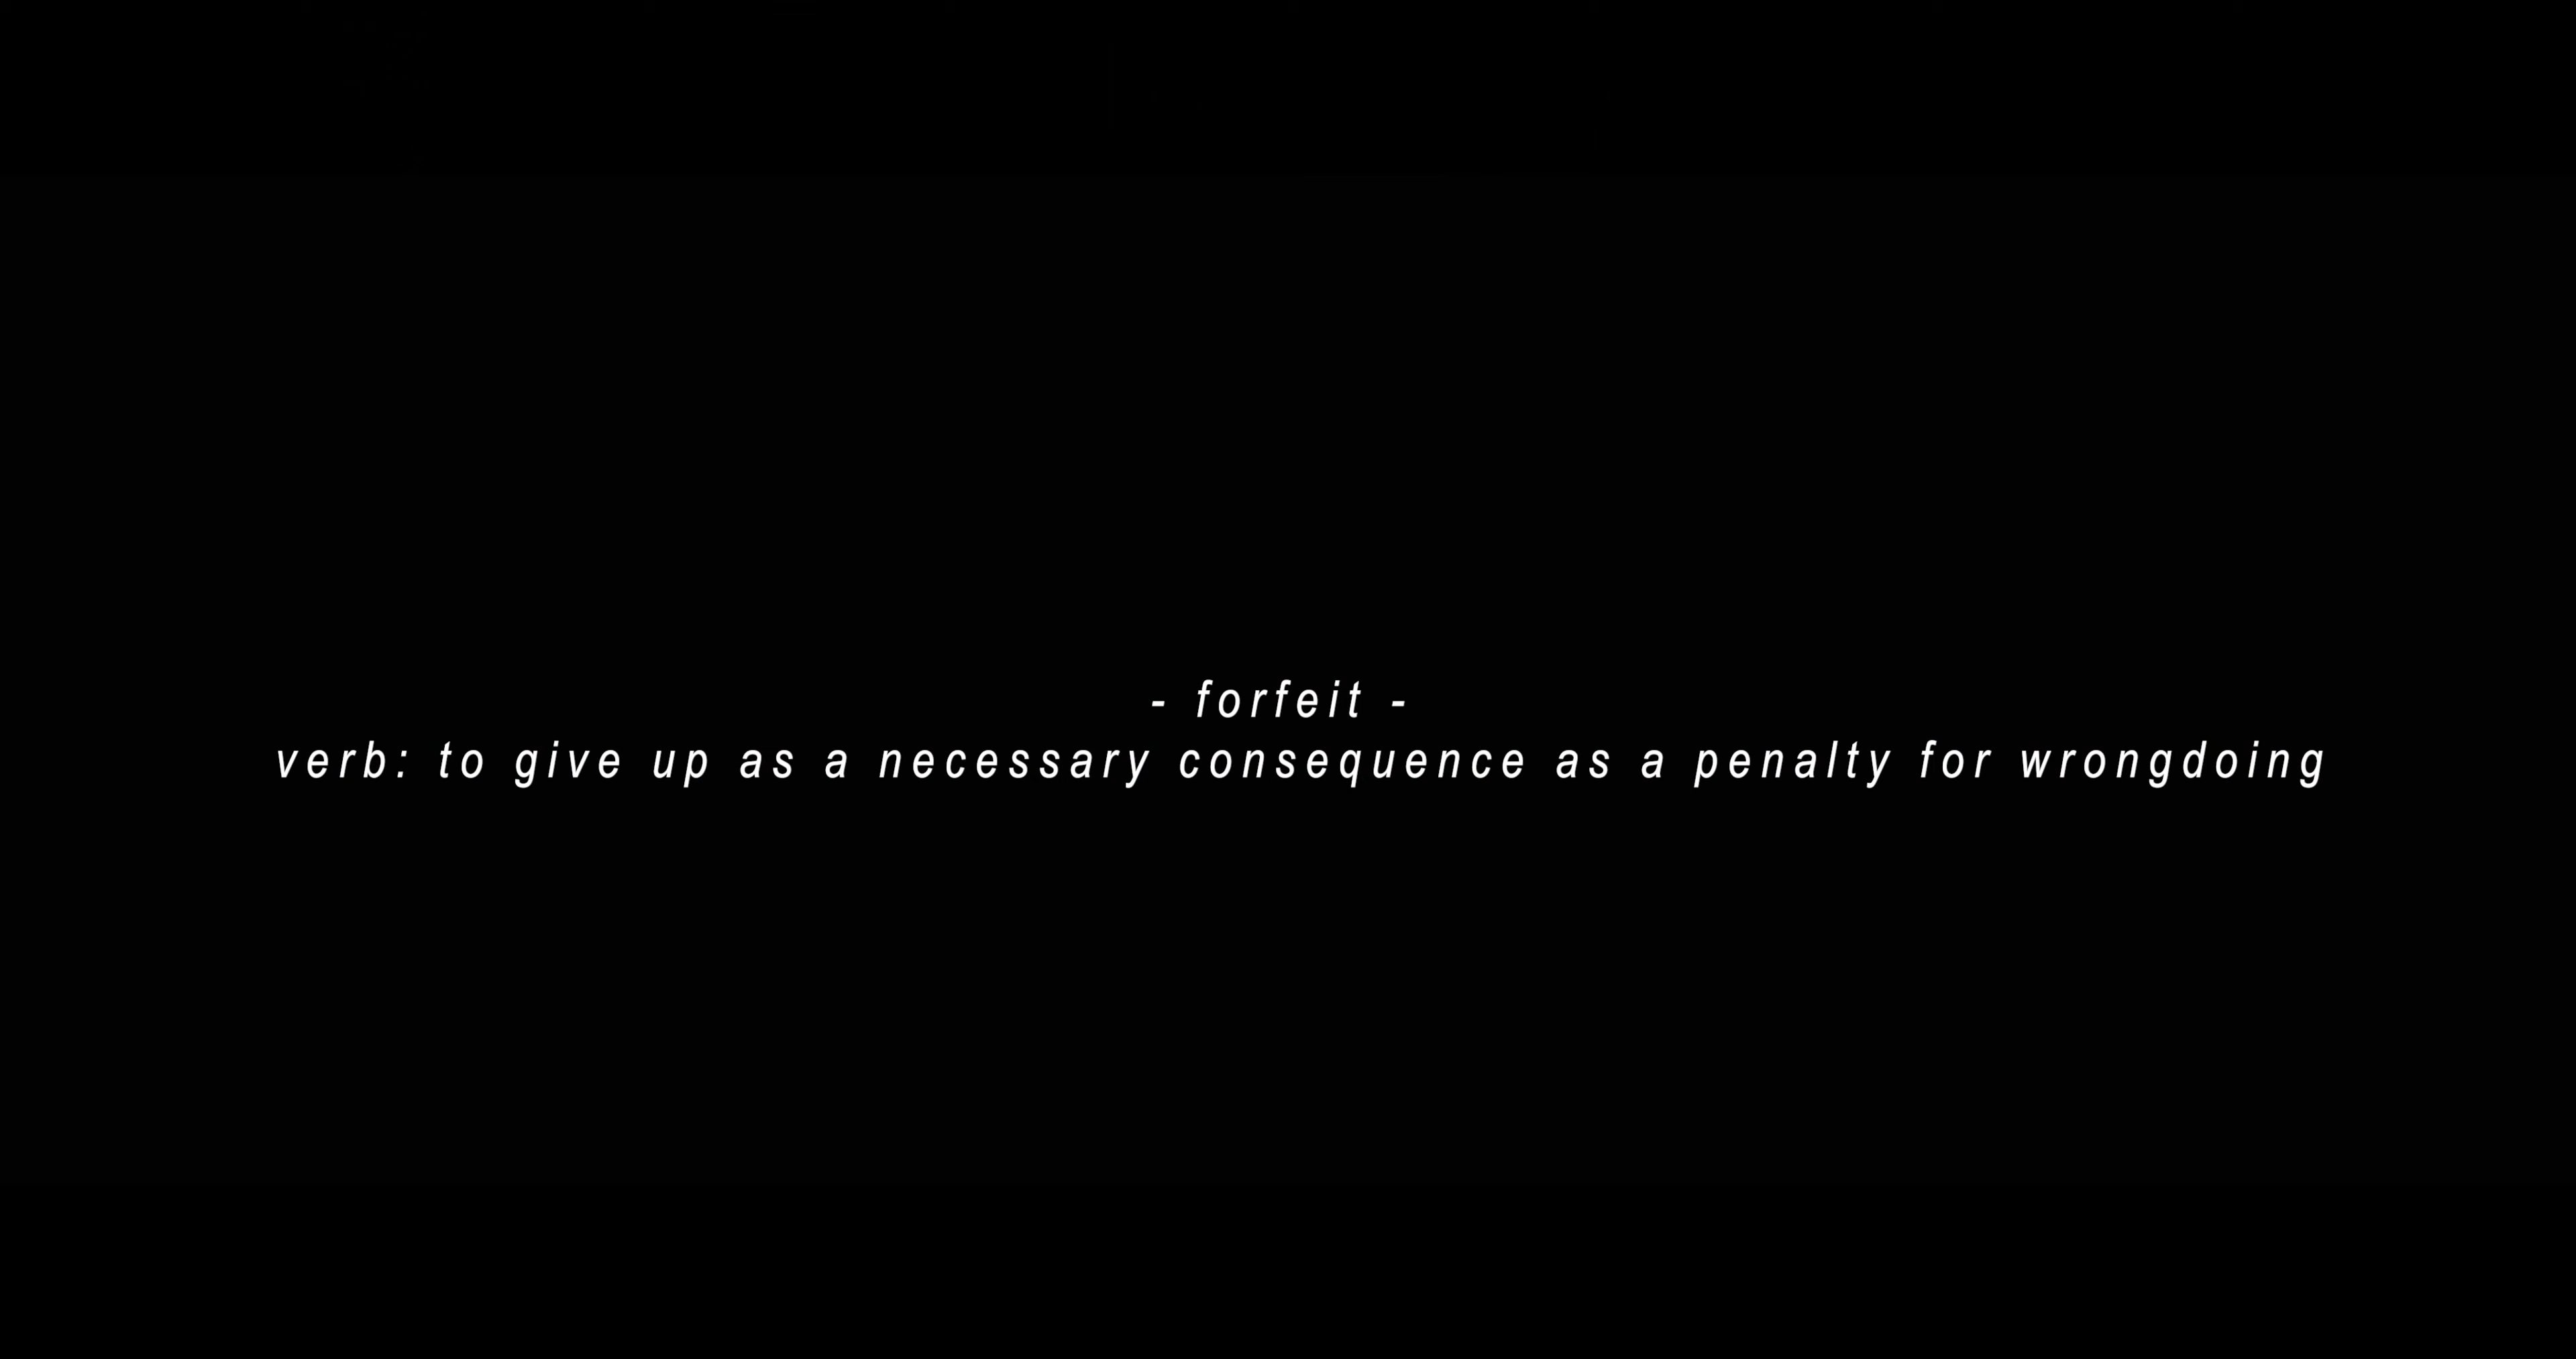 - forfeit -
verb: to give up as a necessary consequence as a penalty for wrongdoing